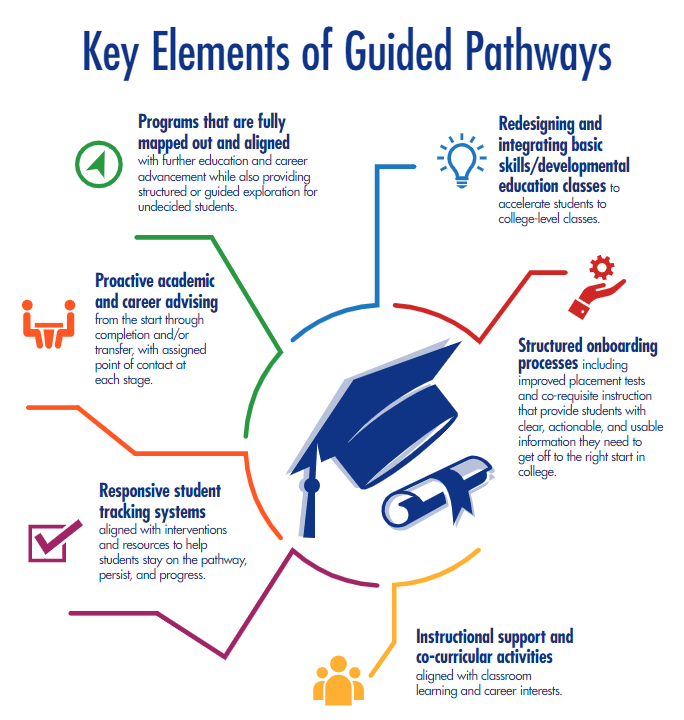 Key Elements of Guided Pathways
Programs that are fully
mapped out and aligned
with further education and career
advancement while also providing
structured or guided exploration for
undecided students.
Redesigning and
integrating basic
skills/developmental
education classes to
accelerate students to
college-level classes.
Proactive academic
and career advising
from the start through
completion and/or
transfer, with assigned
point of contact at
each stage.
Structured onboarding
processes including
improved placement tests
and co-requisite instruction
that provide students with
clear, actionable, and usable
information they need to
get off to the right start in
college.
Responsive student
tracking systems
aligned with interventions
and resources to help
students stay on the pathway,
persist, and progress.
Instructional support and
co-curricular activities
aligned with classroom
learning and career interests.